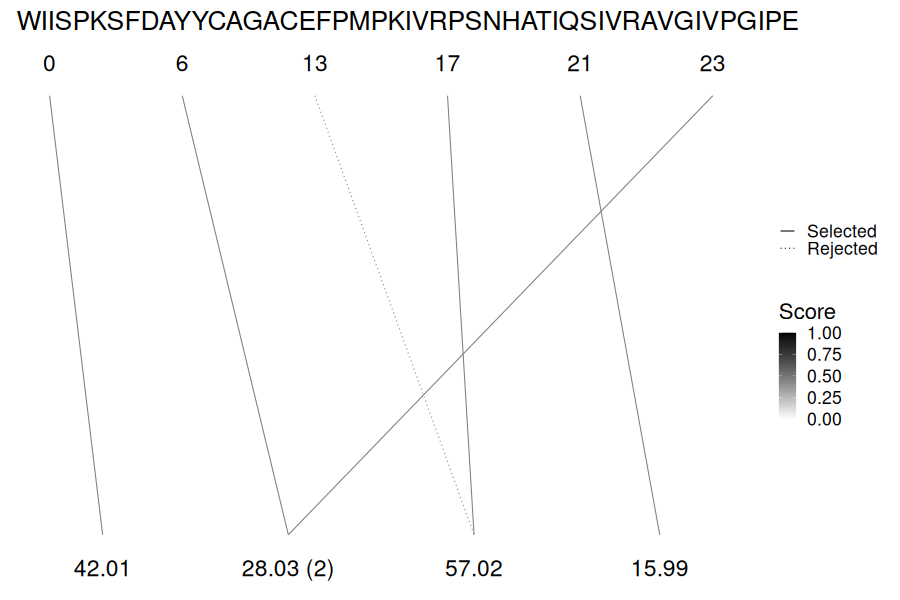 WIISPKSFDAYYCAGACEFPMPKIVRPSNHATIQSIVRAVGIVPGIPE
0 6 13 17 21 23
Selected
Rejected
Score
1.00
0.75
0.50
0.25
0.00
42.01 28.03 (2) 57.02 15.99